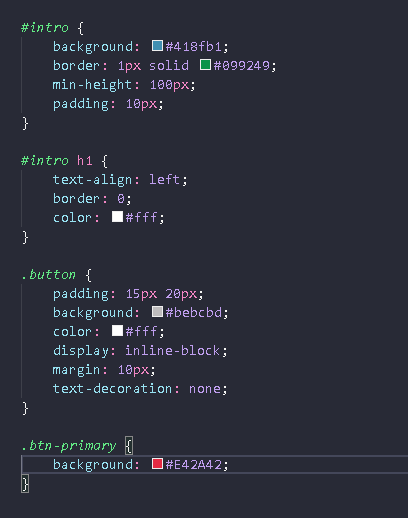 #intro {
background: #418fb1;
border: 1px solid #099249;
min-height: 100px;
padding: 10px;
}
#intro h1 {
text-align: left;
border: 0;
color: #fff;
}
.button {
padding: 15px 20px;
background: #bebcbd;
color: #fff;
display: inline-block;
margin: 10px;
text-decoration: none;
}
.btn-primary {
background: #E42A42;
}